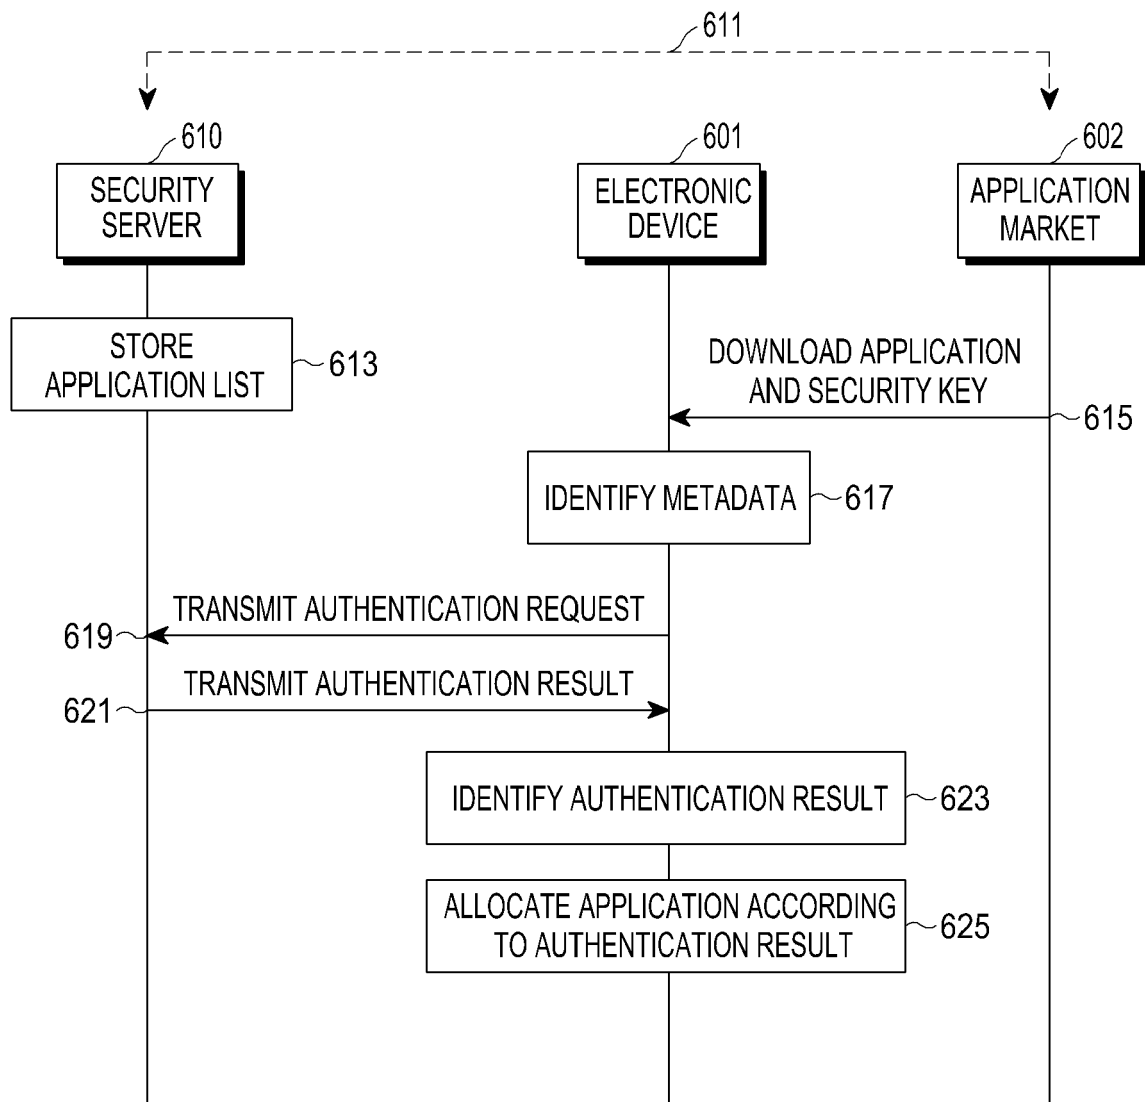 611
610
601
602
SECURITY
SERVER
ELECTRONIC
DEVICE
APPLICATION
MARKET
STORE
APPLICATION LIST
613
DOWNLOAD APPLICATION
AND SECURITY KEY
615
IDENTIFY METADATA
617
TRANSMIT AUTHENTICATION REQUEST
619
TRANSMIT AUTHENTICATION RESULT
621
IDENTIFY AUTHENTICATION RESULT
623
ALLOCATE APPLICATION ACCORDING
TO AUTHENTICATION RESULT
625